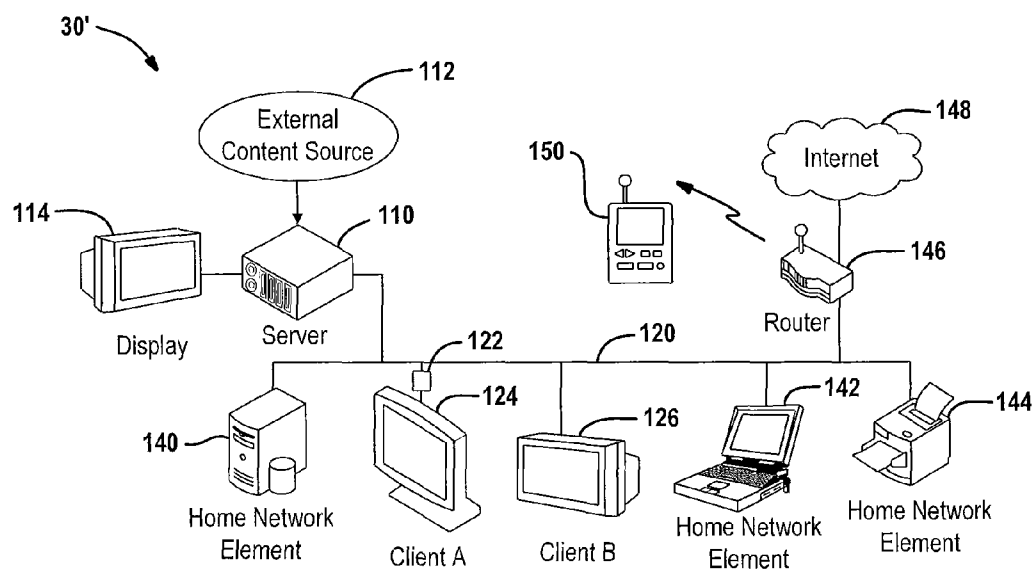 30'
112
External
Content Source
148
Internet
150
114
110
146
Display
Server
Router
122
120
124
126
142
144
140
Home Network
Element
Client A
Client B
Home Network
Element
Home Network
Element